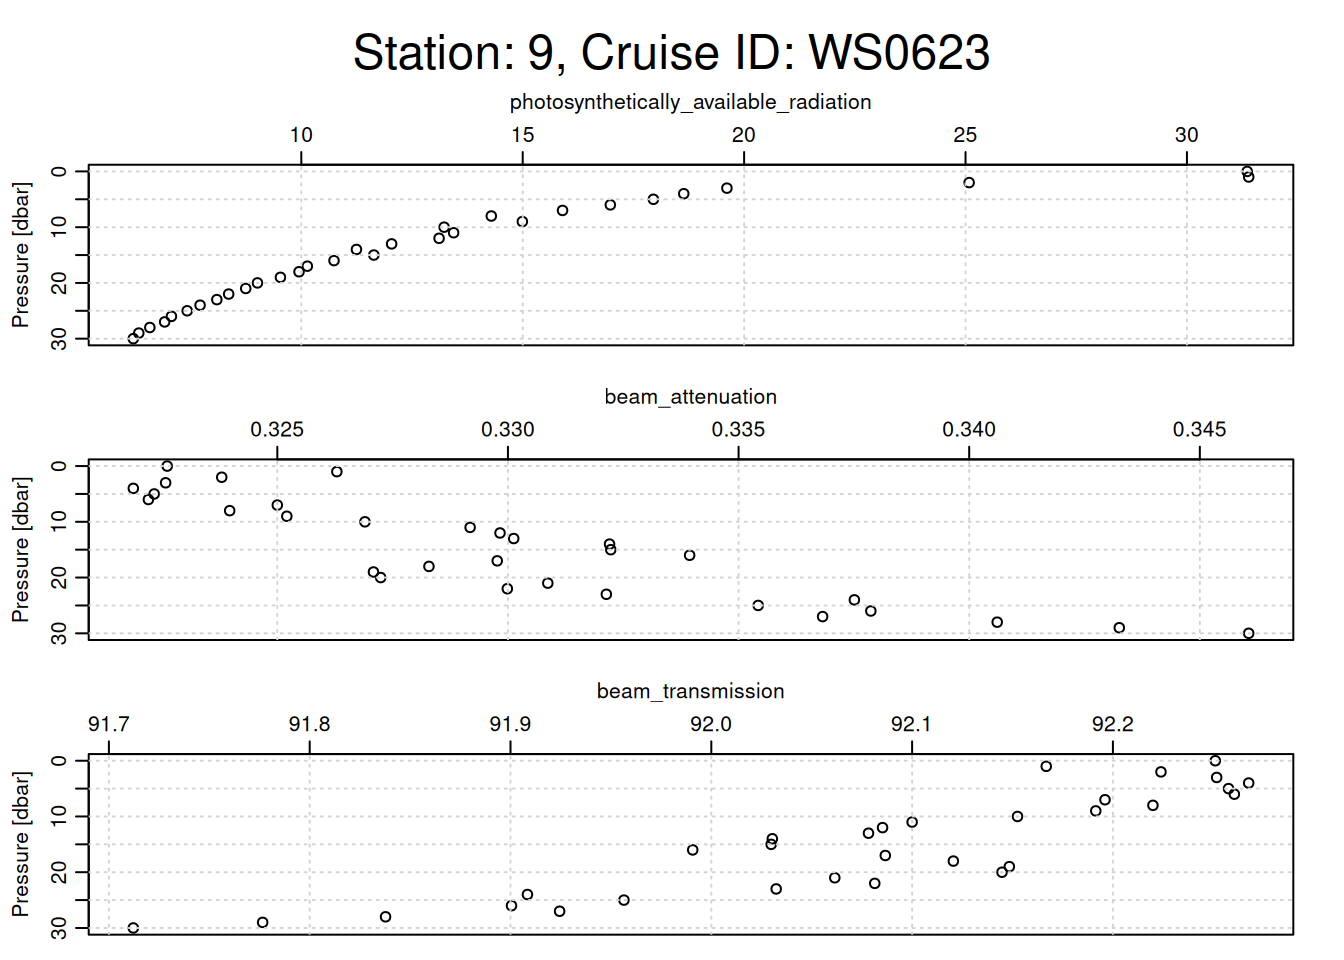 Station: 9, Cruise ID: WS0623
photosynthetically_available_radiation
10 15 20 25 30
Pressure [dbar]
0 10 20 30
beam_attenuation
0.325 0.330 0.335 0.340 0.345
Pressure [dbar]
0 10 20 30
beam_transmission
91.7 91.8 91.9 92.0 92.1 92.2
Pressure [dbar]
0 10 20 30